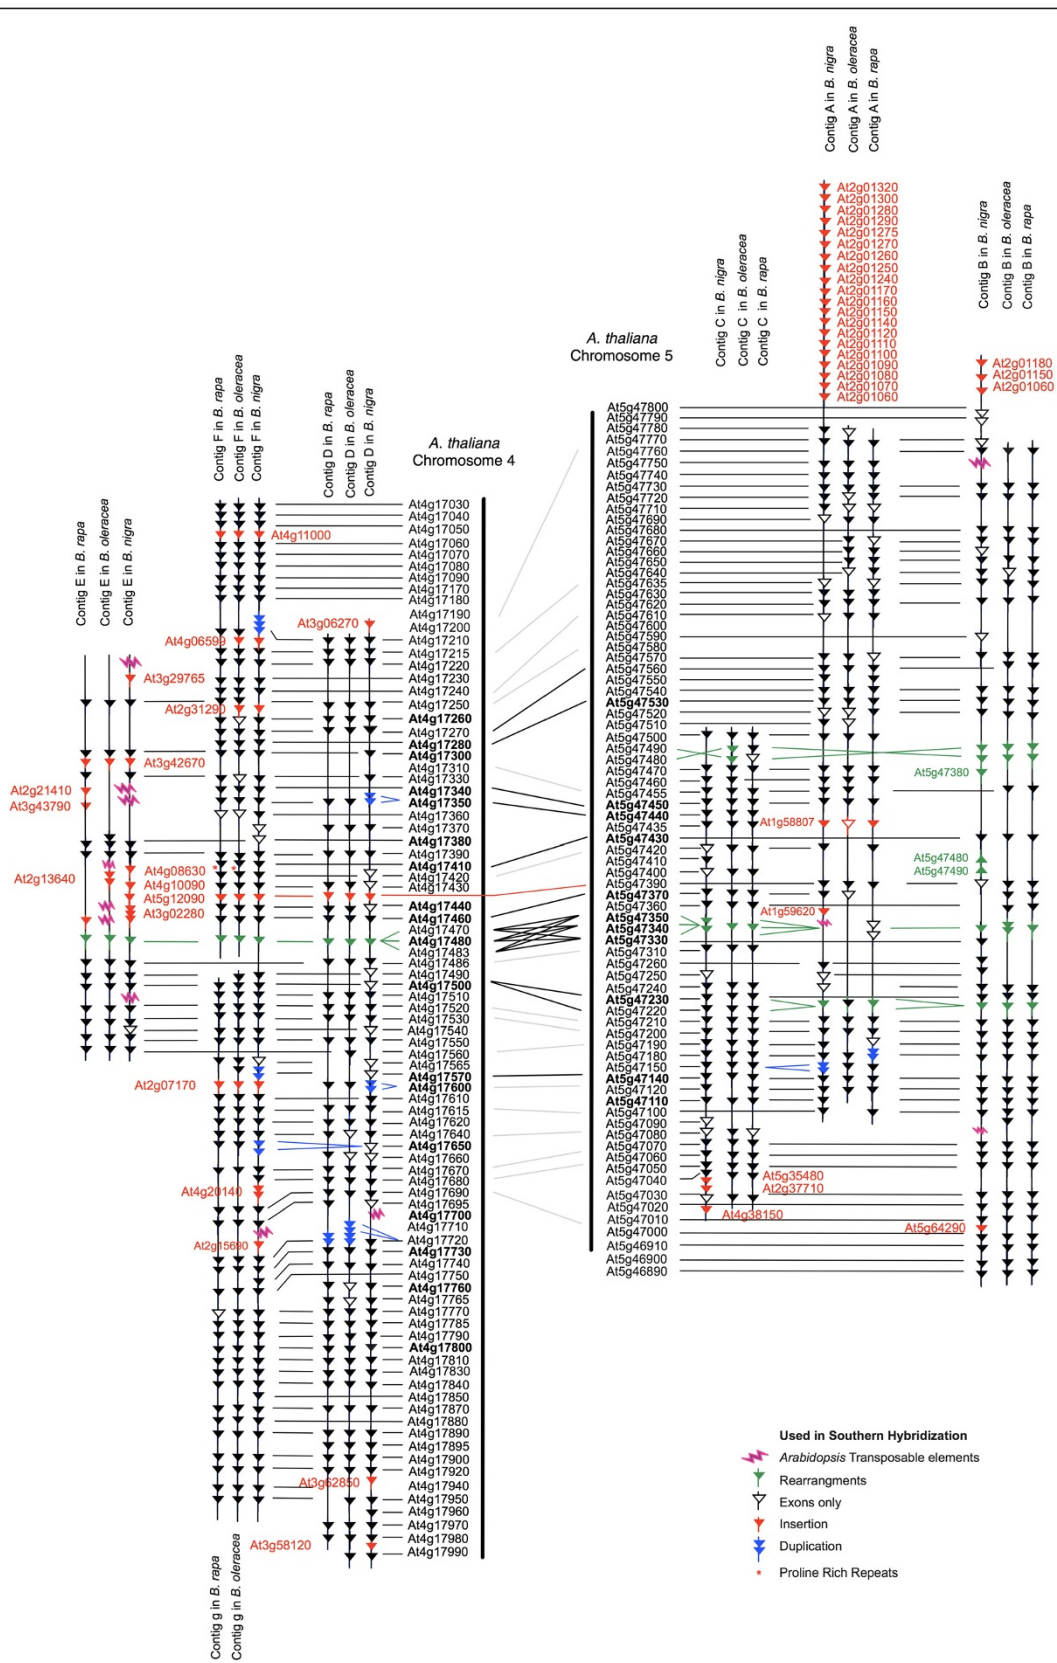 Contig A in B. nigra
Contig A in B. oleracea
Contig A in B. rapa
At2g01320
At2g01300
At2g01280
At2g01290
At2g01275
At2g01270
At2g01260
At2g01250
At2g01240
At2g01170
At2g01160
At2g01150
At2g01140
At2g01120
At2g01110
At2g01100
At2g01090
At2g01080
At2g01070
At2g01060
Contig B in B. nigra
Contig B in B. oleracea
Contig B in B. rapa
At2g01180
At2g01150
At2g01060
Contig C in B. nigra
Contig C in B. oleracea
Contig C in B. rapa
A. thaliana
Chromosome 5
At5g47800
At5g47790
At5g47780
At5g47770
At5g47760
At5g47750
At5g47740
At5g47730
At5g47720
At5g47710
At5g47690
At5g47680
At5g47670
At5g47660
At5g47650
At5g47640
At5g47635
At5g47630
At5g47620
At5g47610
At5g47600
At5g47590
At5g47580
At5g47570
At5g47560
At5g47550
At5g47540
At5g47530
At5g47520
At5g47510
At5g47500
At5g47490
At5g47480
At5g47470
At5g47460
At5g47455
At5g47450
At5g47440
At5g47435
At5g47430
At5g47420
At5g47410
At5g47400
At5g47390
At5g47370
At5g47360
At5g47350
At5g47340
At5g47330
At5g47310
At5g47260
At5g47250
At5g47240
At5g47230
At5g47220
At5g47210
At5g47200
At5g47190
At5g47180
At5g47150
At5g47140
At5g47120
At5g47110
At5g47100
At5g47090
At5g47080
At5g47070
At5g47060
At5g47050
At5g47040
At5g47030
At5g47020
At5g47010
At5g47000
At5g46910
At5g46900
At5g46890
At1g58807
At1g59620
At5g35480
At2g37710
At4g38150
At5g47380
At5g47480
At5g47490
At5g64290
Contig F in B. rapa
Contig F in B. oleracea
Contig F in B. nigra
Contig D in B. rapa
Contig D in B. oleracea
Contig D in B. nigra
A. thaliana
Chromosome 4
At4g17030
At4g17040
At4g17050
At4g17060
At4g17070
At4g17080
At4g17090
At4g17170
At4g17180
At4g17190
At4g17200
At4g17210
At4g17215
At4g17220
At4g17230
At4g17240
At4g17250
At4g17260
At4g17270
At4g17280
At4g17300
At4g17310
At4g17330
At4g17340
At4g17350
At4g17360
At4g17370
At4g17380
At4g17390
At4g17410
At4g17420
At4g17430
At4g17440
At4g17460
At4g17470
At4g17480
At4g17483
At4g17486
At4g17490
At4g17500
At4g17510
At4g17520
At4g17530
At4g17540
At4g17550
At4g17560
At4g17565
At4g17570
At4g17600
At4g17610
At4g17615
At4g17620
At4g17640
At4g17650
At4g17660
At4g17670
At4g17680
At4g17690
At4g17695
At4g17700
At4g17710
At4g17720
At4g17730
At4g17740
At4g17750
At4g17760
At4g17765
At4g17770
At4g17785
At4g17790
At4g17800
At4g17810
At4g17830
At4g17840
At4g17850
At4g17870
At4g17880
At4g17890
At4g17895
At4g17900
At4g17920
At4g17940
At4g17950
At4g17960
At4g17970
At4g17980
At4g17990
At4g11000
At3g06270
At4g06599
At2g31290
Contig E in B. rapa
Contig E in B. oleracea
Contig E in B. nigra
At3g29765
At3g42670
At2g21410
At3g43790
At4g08630
At2g13640
At4g10090
At5g12090
At3g02280
At2g07170
At4g20140
At2g15690
At3g62850
At3g58120
Contig g in B. rapa
Contig g in B. oleracea
Used in Southern Hybridization
Arabidopsis Transposable elements
Rearrangments
Exons only
Insertion
Duplication
Proline Rich Repeats